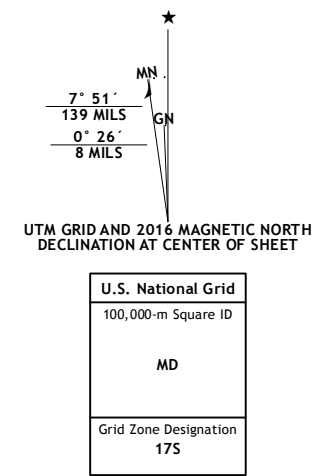 ★
MN
7° 51´
139 MILS
GN
0° 26´
8 MILS
UTM GRID AND 2016 MAGNETIC NORTH
DECLINATION AT CENTER OF SHEET
U.S. National Grid
100,000-m Square ID
MD
Grid Zone Designation
17S